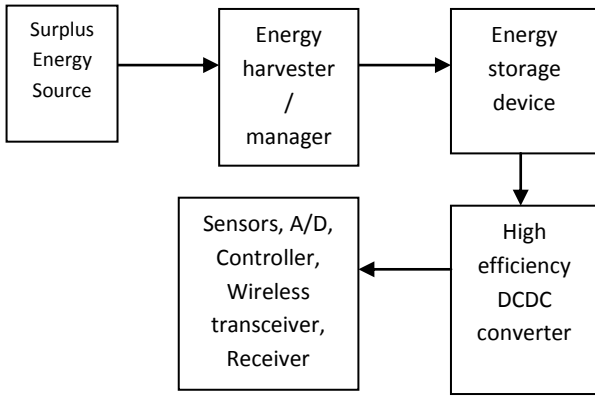 Surplus
Energy
Source
Energy
harvester
/
manager
Energy
storage
device
High
efficiency
DCDC
converter
Sensors, A/D,
Controller,
Wireless
transceiver,
Receiver